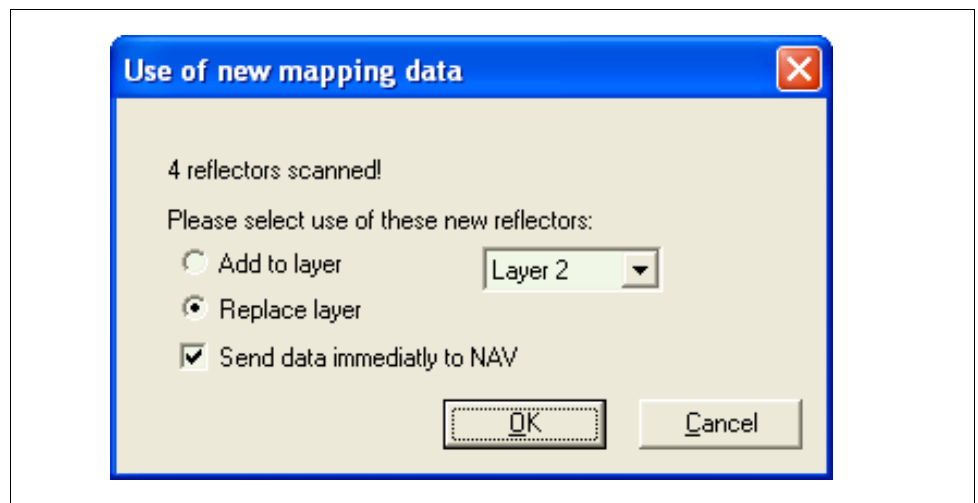 Use of new mapping data
4 reflectors scanned!
Please select use of these new reflectors:
Add to layer
Layer 2
Replace layer
Send data immediatly to NAV
OK
Cancel